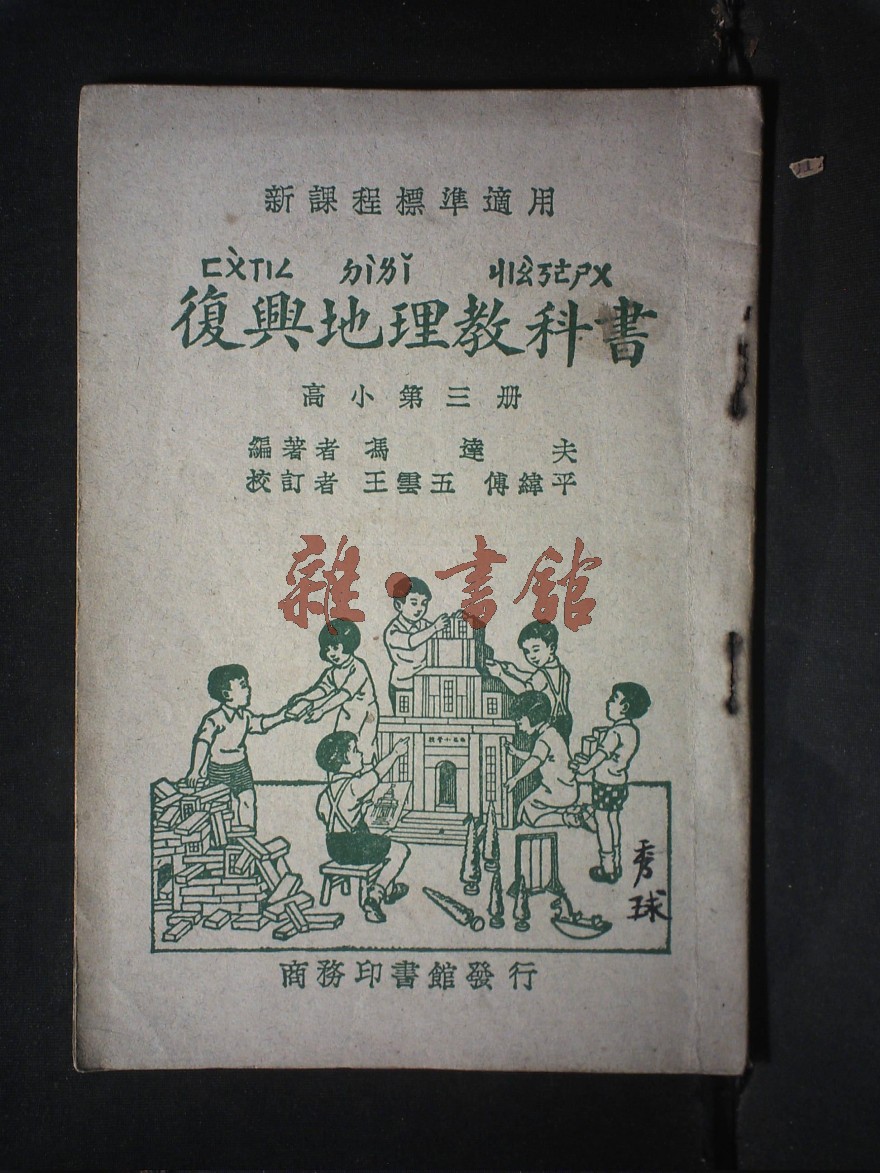 新課程標準適用
ㄈㄨˋㄒㄧㄥ ㄉㄧˋㄌㄧˇ ㄐㄧㄠˋㄎㄜㄕㄨ
復興地理教科書
高小第三册
編著者 馮達夫
校訂者 王雲五 傅緯平
雜·書館
秀球
商務印書館發行